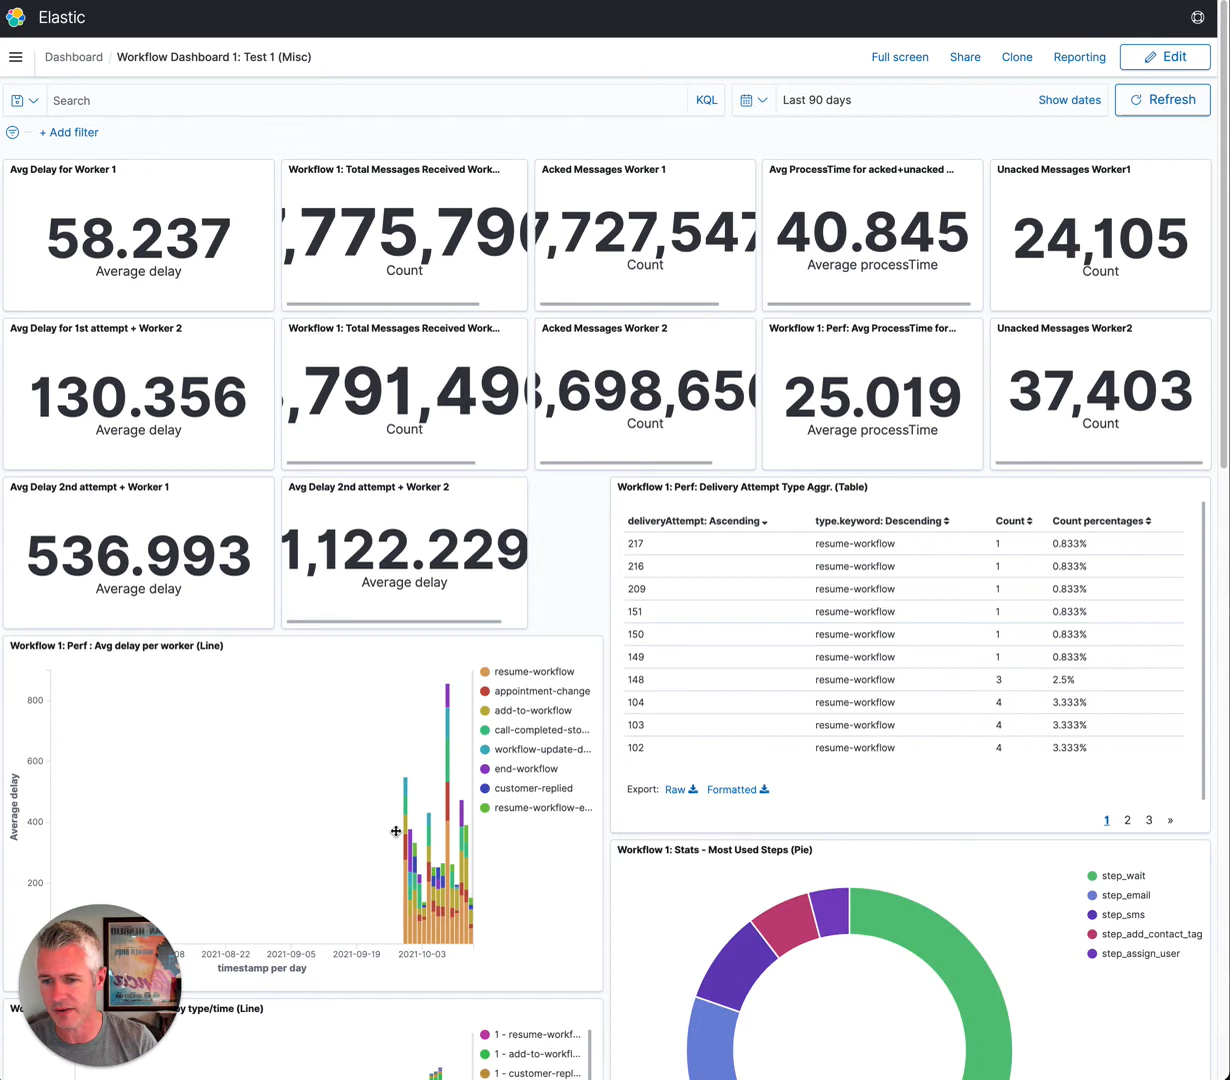 Elastic
Dashboard / Workflow Dashboard 1: Test 1 (Misc)
Full screen Share Clone Reporting Edit
Search KQL Last 90 days Show dates Refresh
+ Add filter
Avg Delay for Worker 1
58.237
Average delay
Workflow 1: Total Messages Received Work...
,775,790
Count
Acked Messages Worker 1
7,727,547
Count
Avg ProcessTime for acked+unacked ...
40.845
Average processTime
Unacked Messages Worker1
24,105
Count
Avg Delay for 1st attempt + Worker 2
130.356
Average delay
Workflow 1: Total Messages Received Work...
,791,49
Count
Acked Messages Worker 2
,698,65
Count
Workflow 1: Perf: Avg ProcessTime for...
25.019
Average processTime
Unacked Messages Worker2
37,403
Count
Avg Delay 2nd attempt + Worker 1
536.993
Average delay
Avg Delay 2nd attempt + Worker 2
1,122.229
Average delay
Workflow 1: Perf: Delivery Attempt Type Aggr. (Table)
deliveryAttempt: Ascending type.keyword: Descending Count Count percentages
217 resume-workflow 1 0.833%
216 resume-workflow 1 0.833%
209 resume-workflow 1 0.833%
151 resume-workflow 1 0.833%
150 resume-workflow 1 0.833%
149 resume-workflow 1 0.833%
148 resume-workflow 3 2.5%
104 resume-workflow 4 3.333%
103 resume-workflow 4 3.333%
102 resume-workflow 4 3.333%
Export: Raw Formatted
1 2 3 »
Workflow 1: Perf : Avg delay per worker (Line)
800
600
400
200
Average delay
08 2021-08-22 2021-09-05 2021-09-19 2021-10-03
timestamp per day
resume-workflow
appointment-change
add-to-workflow
call-completed-sto...
workflow-update-d...
end-workflow
customer-replied
resume-workflow-e...
Workflow 1: Stats - Most Used Steps (Pie)
step_wait
step_email
step_sms
step_add_contact_tag
step_assign_user
by type/time (Line)
1 - resume-workf...
1 - add-to-workfl...
1 - customer-repl...